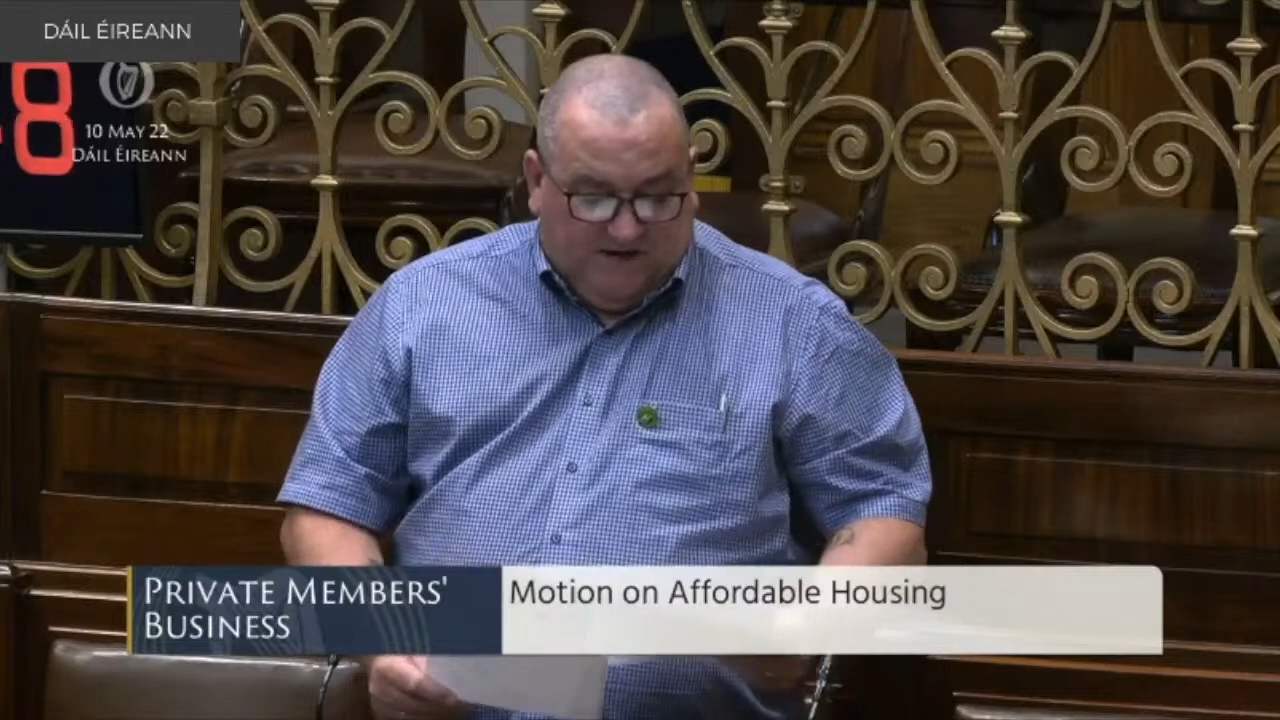 DÁIL ÉIREANN
8
10 MAY 22
DÁIL ÉIREANN
PRIVATE MEMBERS'
BUSINESS
Motion on Affordable Housing